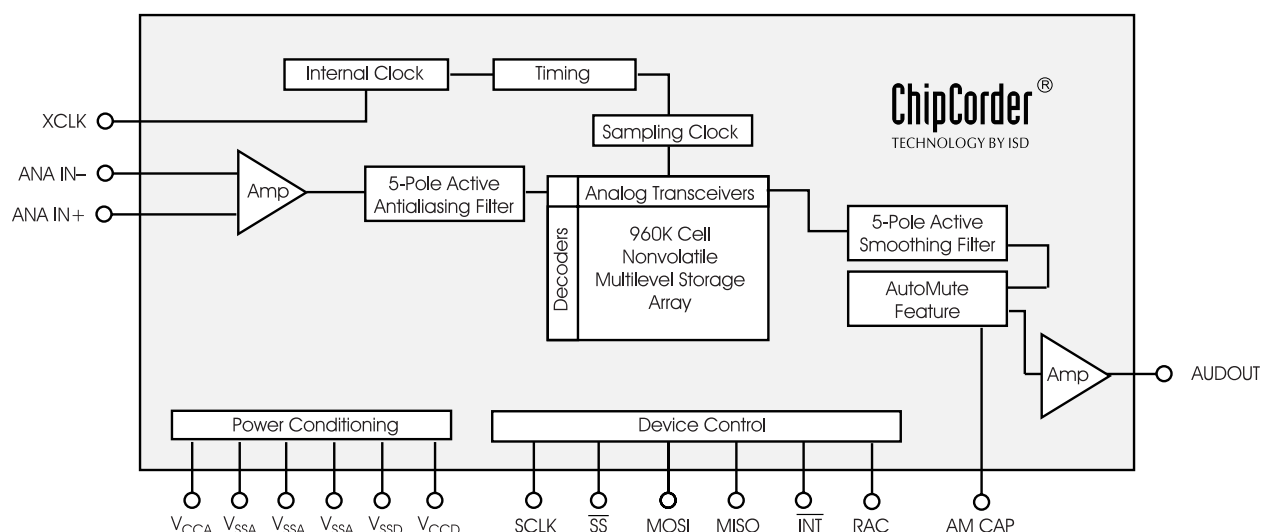 Internal Clock
Timing
ChipCorder®
TECHNOLOGY BY ISD
XCLK
Sampling Clock
ANA IN–
ANA IN+
Amp
5-Pole Active
Antialiasing Filter
Analog Transceivers
Decoders
960K Cell
Nonvolatile
Multilevel Storage
Array
5-Pole Active
Smoothing Filter
AutoMute
Feature
Amp
AUDOUT
Power Conditioning
Device Control
VCCA VSSA VSSA VSSA VSSD VCCD SCLK S̅S̅ MOSI MISO I̅N̅T̅ RAC AM CAP